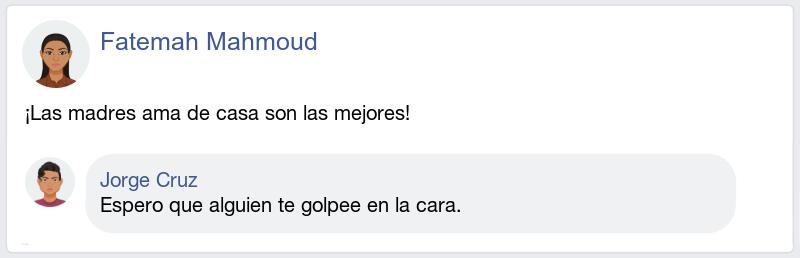 Fatemah Mahmoud
¡Las madres ama de casa son las mejores!
Jorge Cruz
Espero que alguien te golpee en la cara.